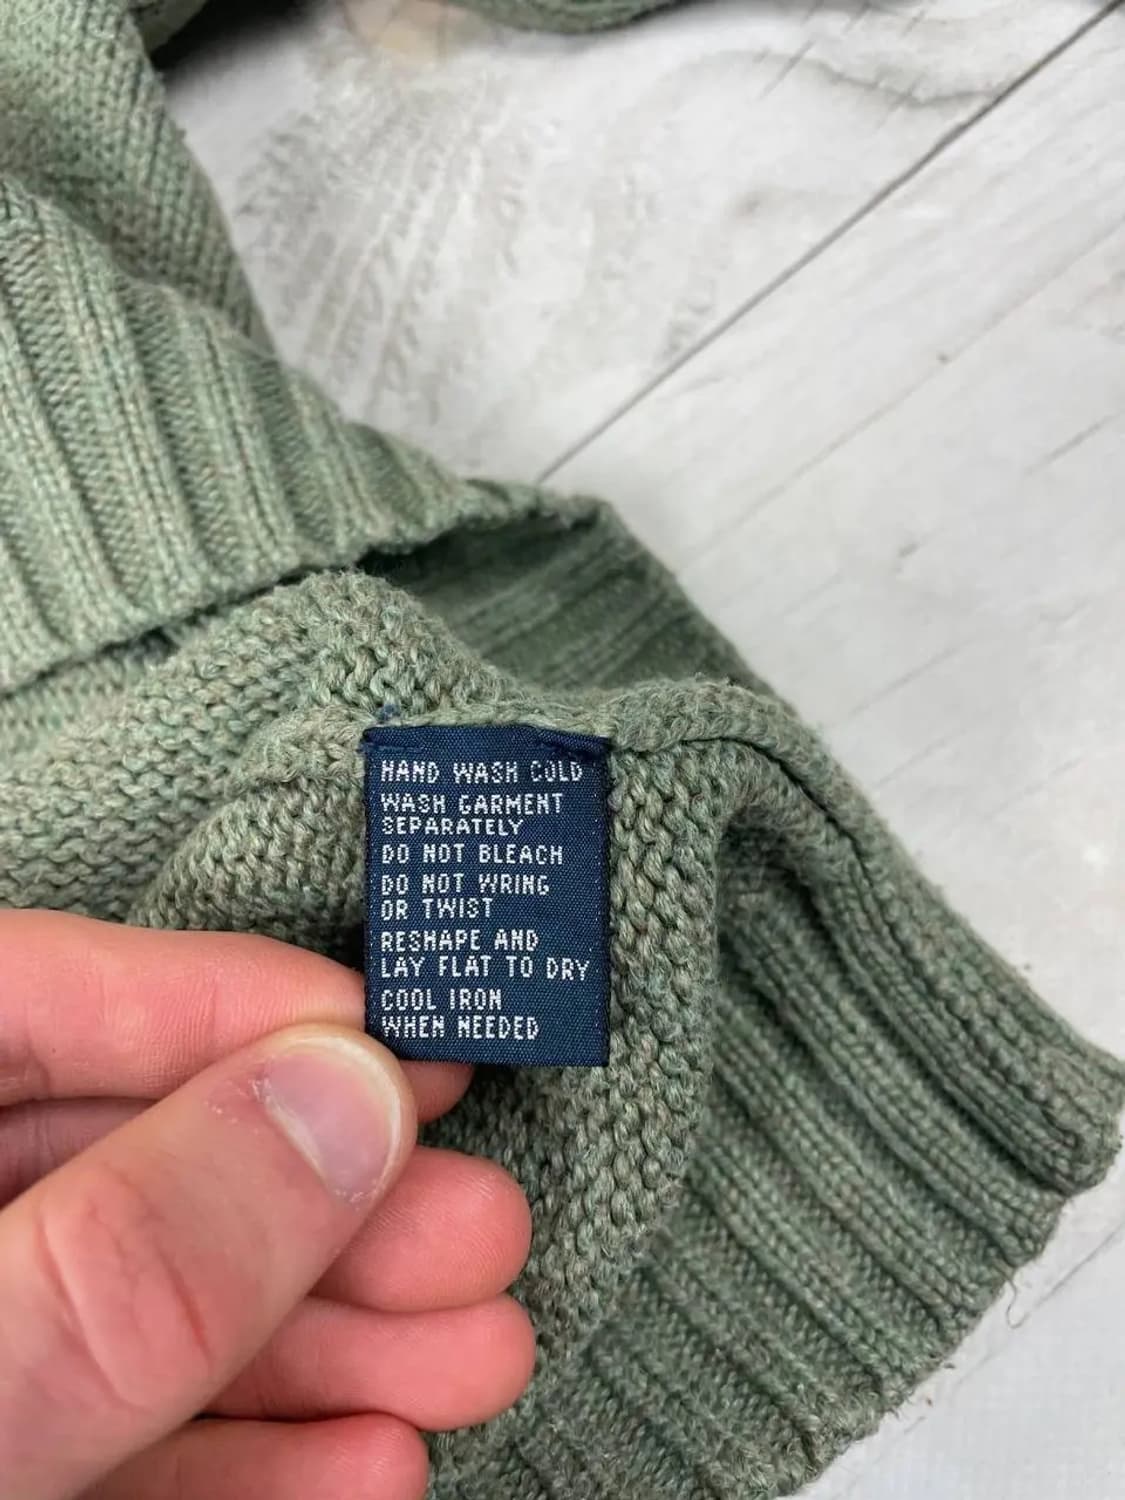 HAND WASH COLD
WASH GARMENT
SEPARATELY
DO NOT BLEACH
DO NOT WRING
OR TWIST
RESHAPE AND
LAY FLAT TO DRY
COOL IRON
WHEN NEEDED